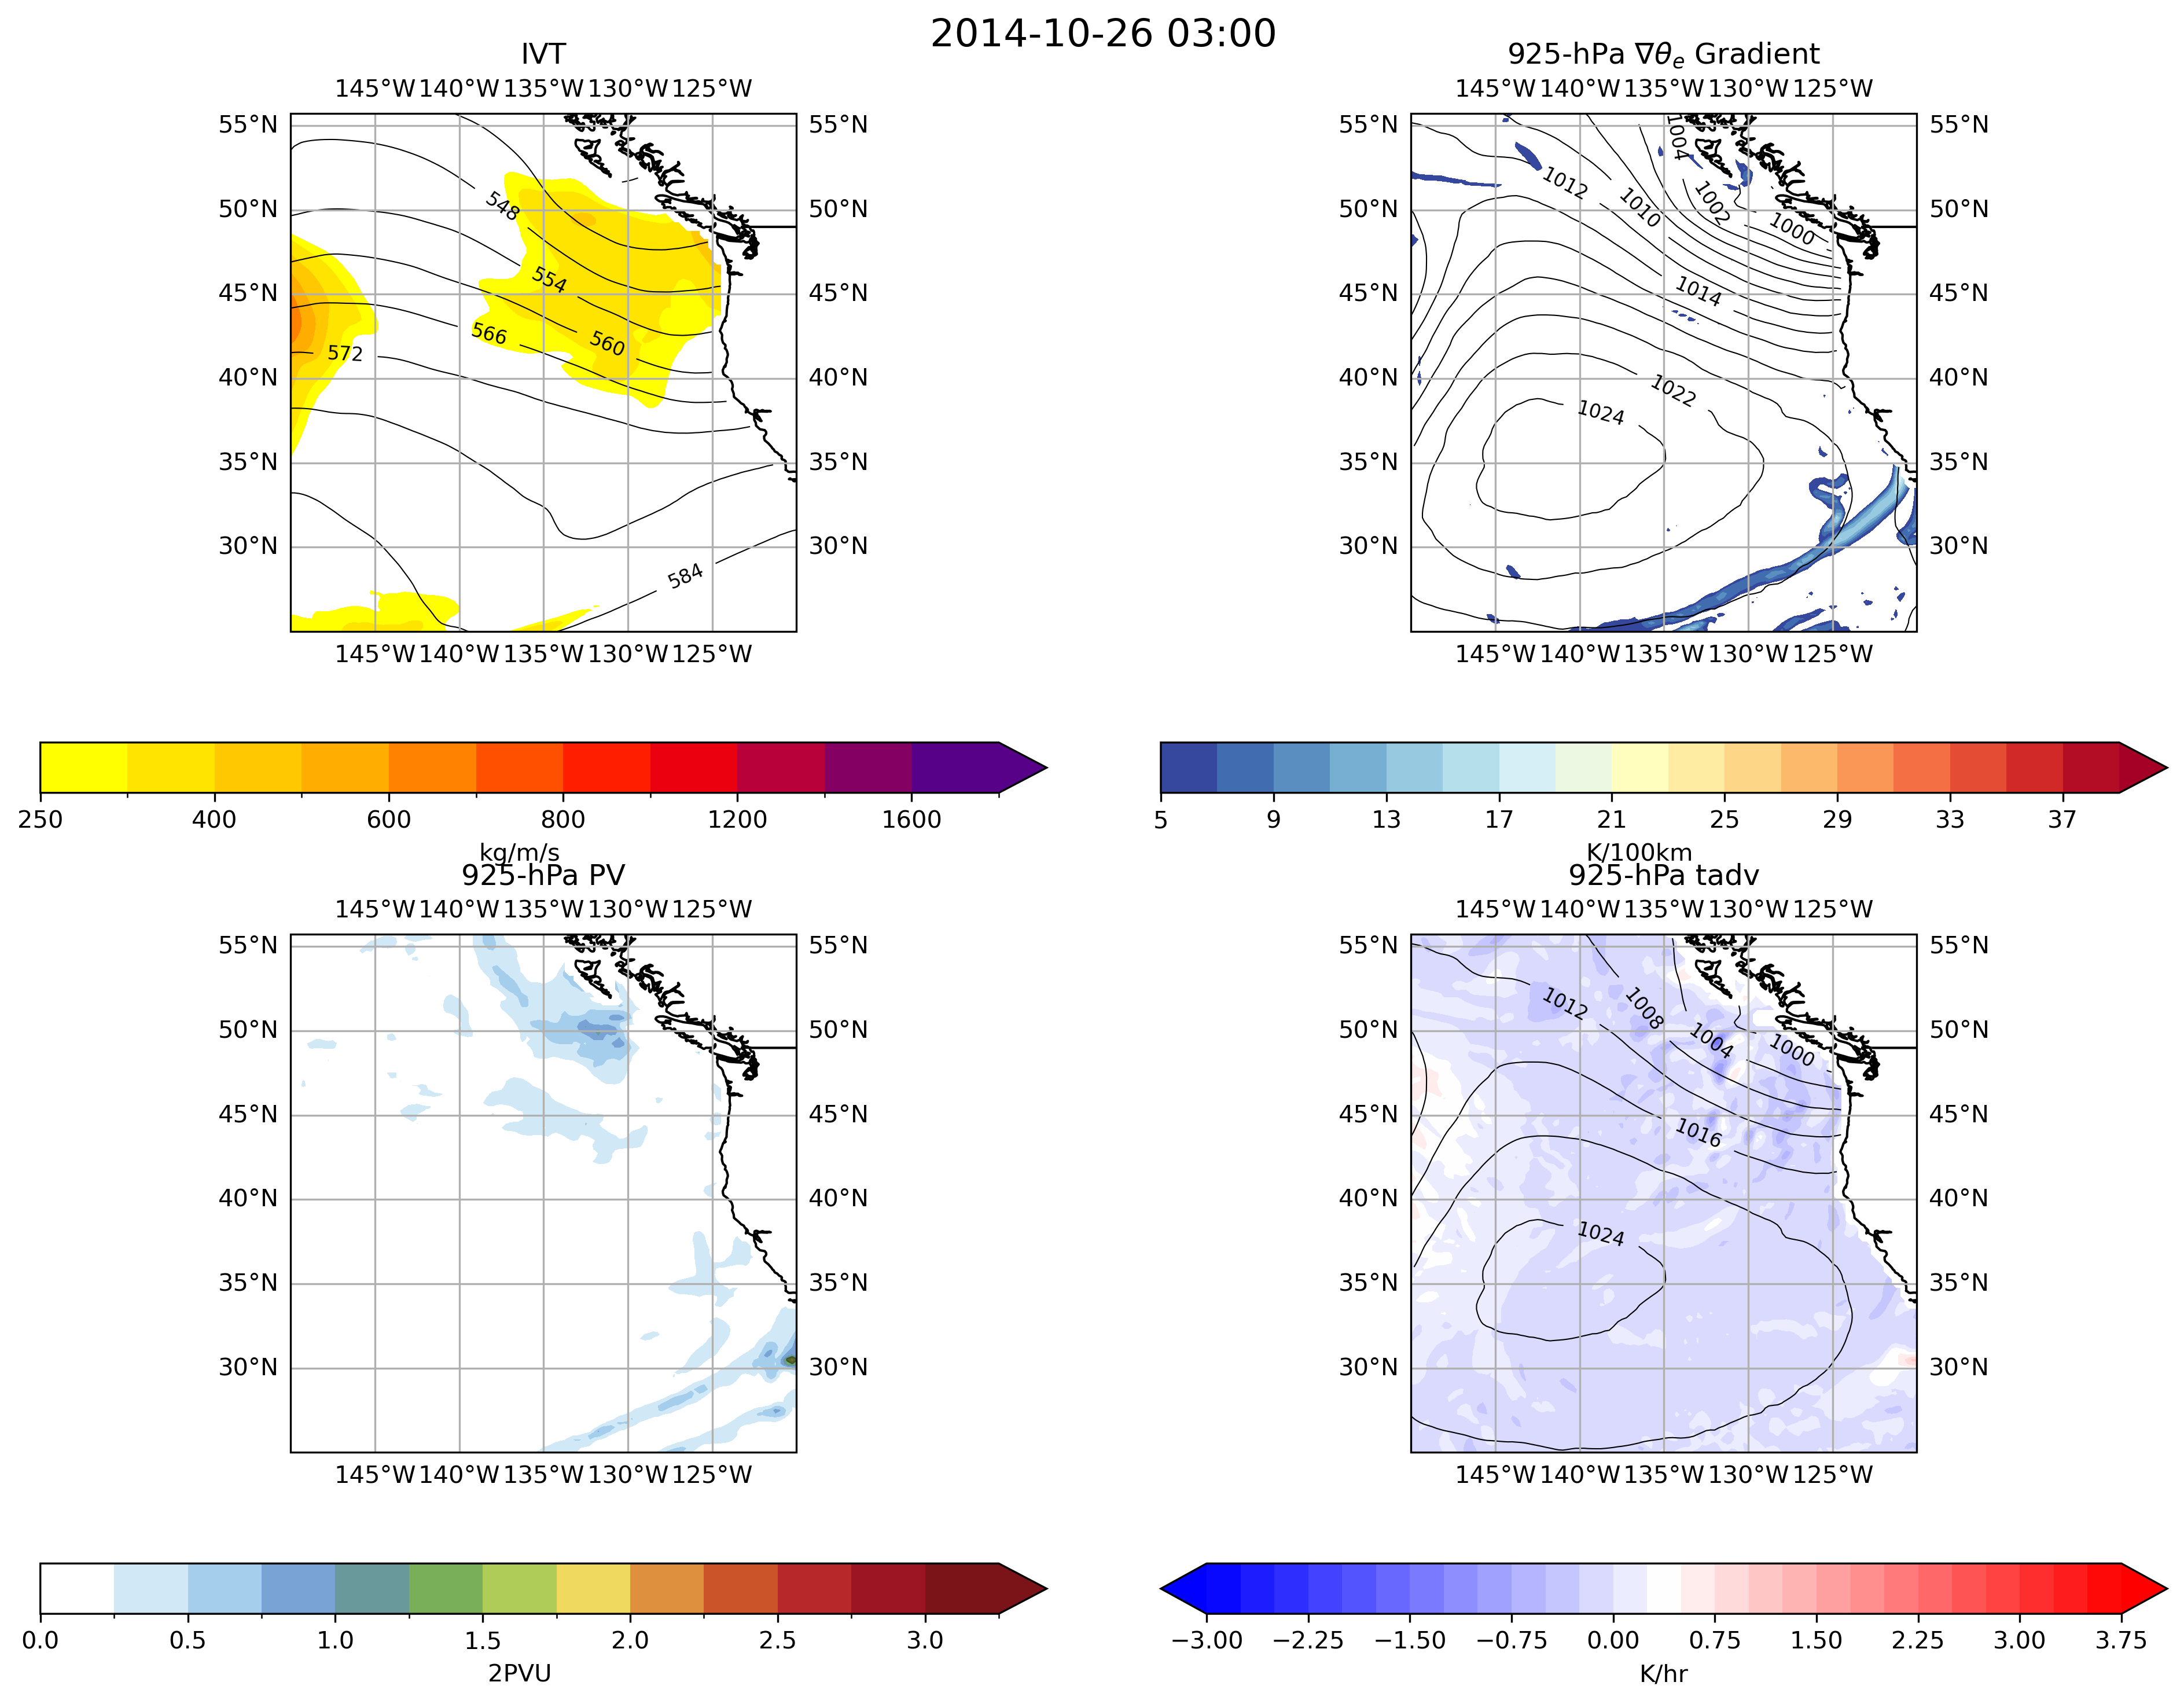 2014-10-26 03:00
IVT
145°W 140°W 135°W 130°W 125°W
55°N 55°N
50°N 50°N
45°N 45°N
40°N 40°N
35°N 35°N
30°N 30°N
548
554
566
560
572
584
145°W 140°W 135°W 130°W 125°W
250 400 600 800 1200 1600
kg/m/s
925-hPa ∇θe Gradient
145°W 140°W 135°W 130°W 125°W
55°N 55°N
50°N 50°N
45°N 45°N
40°N 40°N
35°N 35°N
30°N 30°N
1004
1012
1010
1002
1000
1014
1022
1024
145°W 140°W 135°W 130°W 125°W
5 9 13 17 21 25 29 33 37
K/100km
925-hPa PV
145°W 140°W 135°W 130°W 125°W
55°N 55°N
50°N 50°N
45°N 45°N
40°N 40°N
35°N 35°N
30°N 30°N
145°W 140°W 135°W 130°W 125°W
0.0 0.5 1.0 1.5 2.0 2.5 3.0
2PVU
925-hPa tadv
145°W 140°W 135°W 130°W 125°W
55°N 55°N
50°N 50°N
45°N 45°N
40°N 40°N
35°N 35°N
30°N 30°N
1012
1008
1004
1000
1016
1024
145°W 140°W 135°W 130°W 125°W
−3.00 −2.25 −1.50 −0.75 0.00 0.75 1.50 2.25 3.00 3.75
K/hr